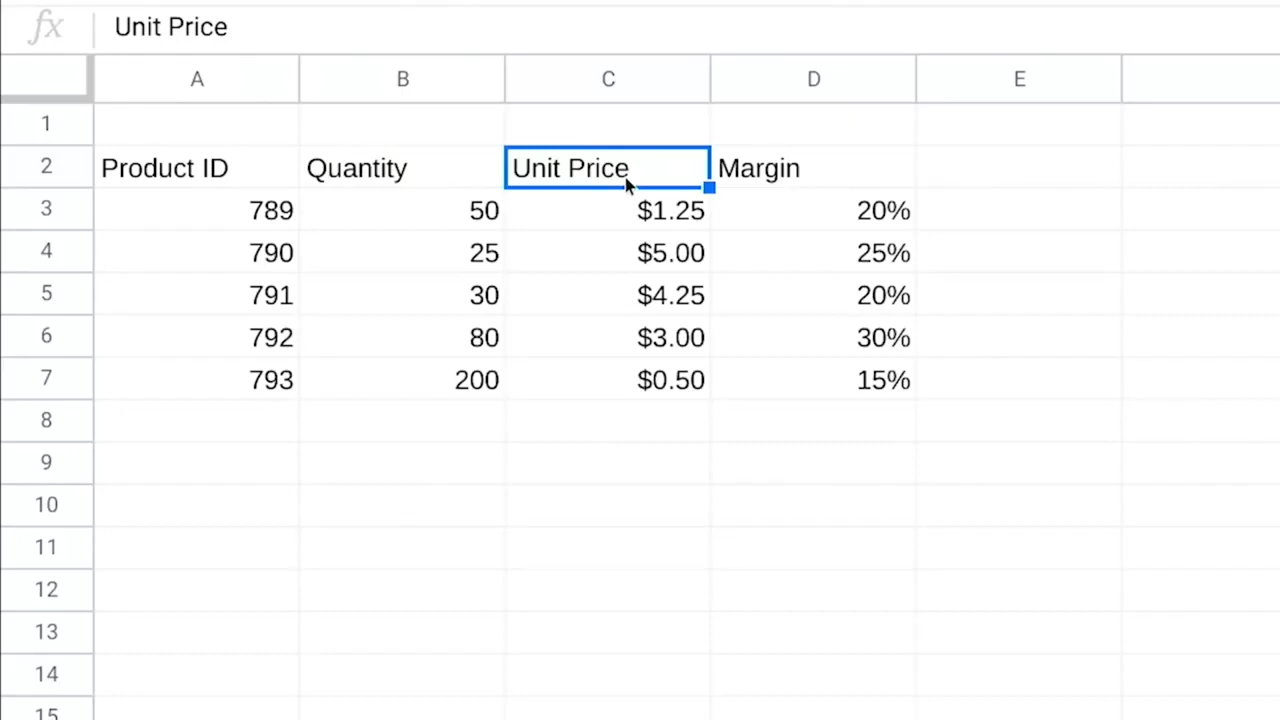 fx Unit Price
A B C D E
1
2 Product ID Quantity Unit Price Margin
3 789 50 $1.25 20%
4 790 25 $5.00 25%
5 791 30 $4.25 20%
6 792 80 $3.00 30%
7 793 200 $0.50 15%
8
9
10
11
12
13
14
15